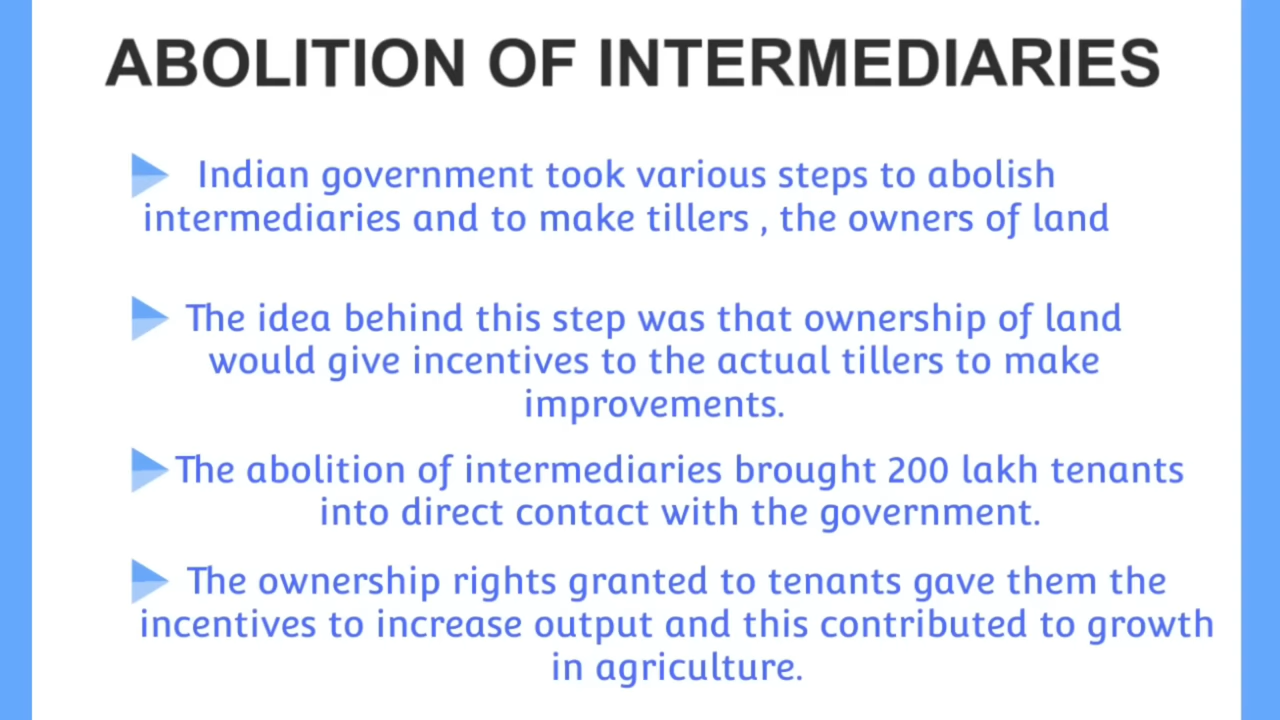 ABOLITION OF INTERMEDIARIES
Indian government took various steps to abolish
intermediaries and to make tillers , the owners of land
The idea behind this step was that ownership of land
would give incentives to the actual tillers to make
improvements.
The abolition of intermediaries brought 200 lakh tenants
into direct contact with the government.
The ownership rights granted to tenants gave them the
incentives to increase output and this contributed to growth
in agriculture.